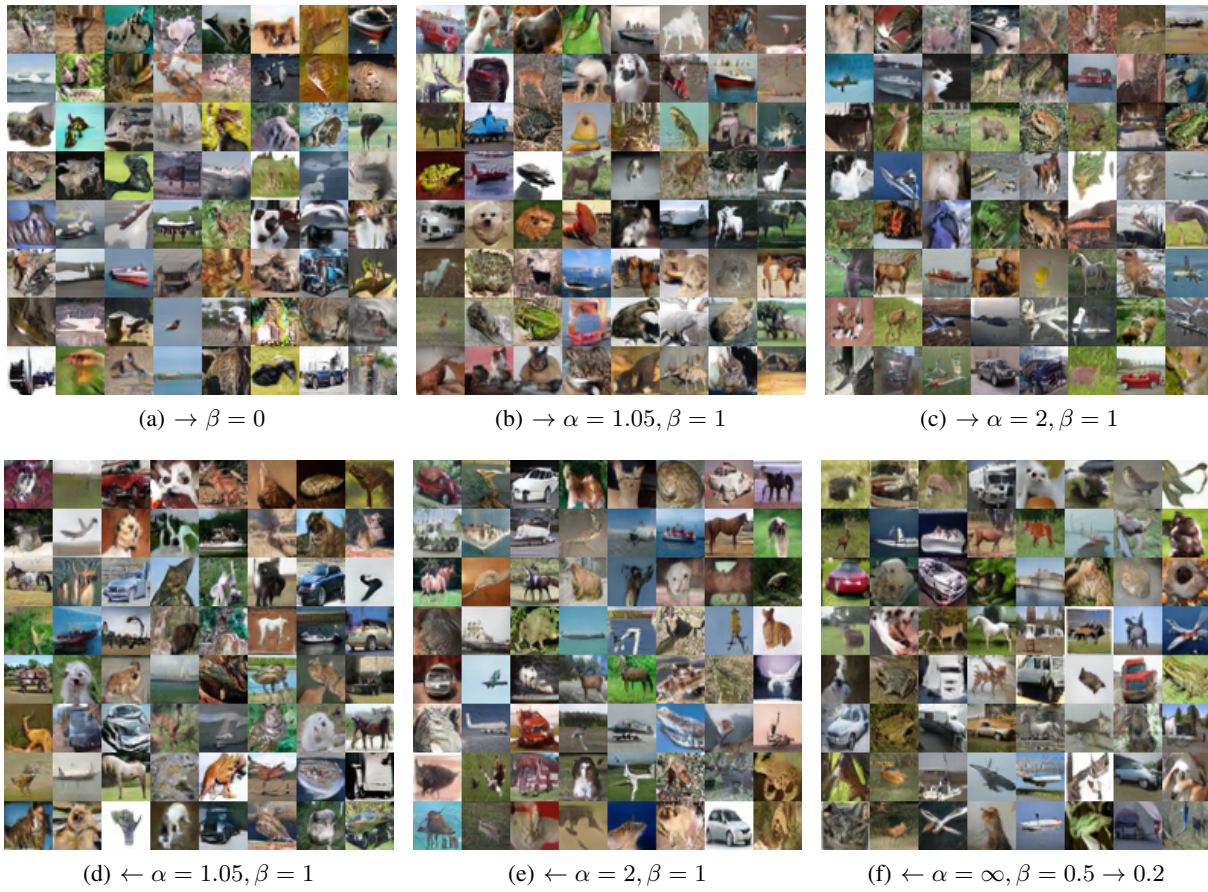 (a) → β = 0
(b) → α = 1.05, β = 1
(c) → α = 2, β = 1
(d) ← α = 1.05, β = 1
(e) ← α = 2, β = 1
(f) ← α = ∞, β = 0.5 → 0.2